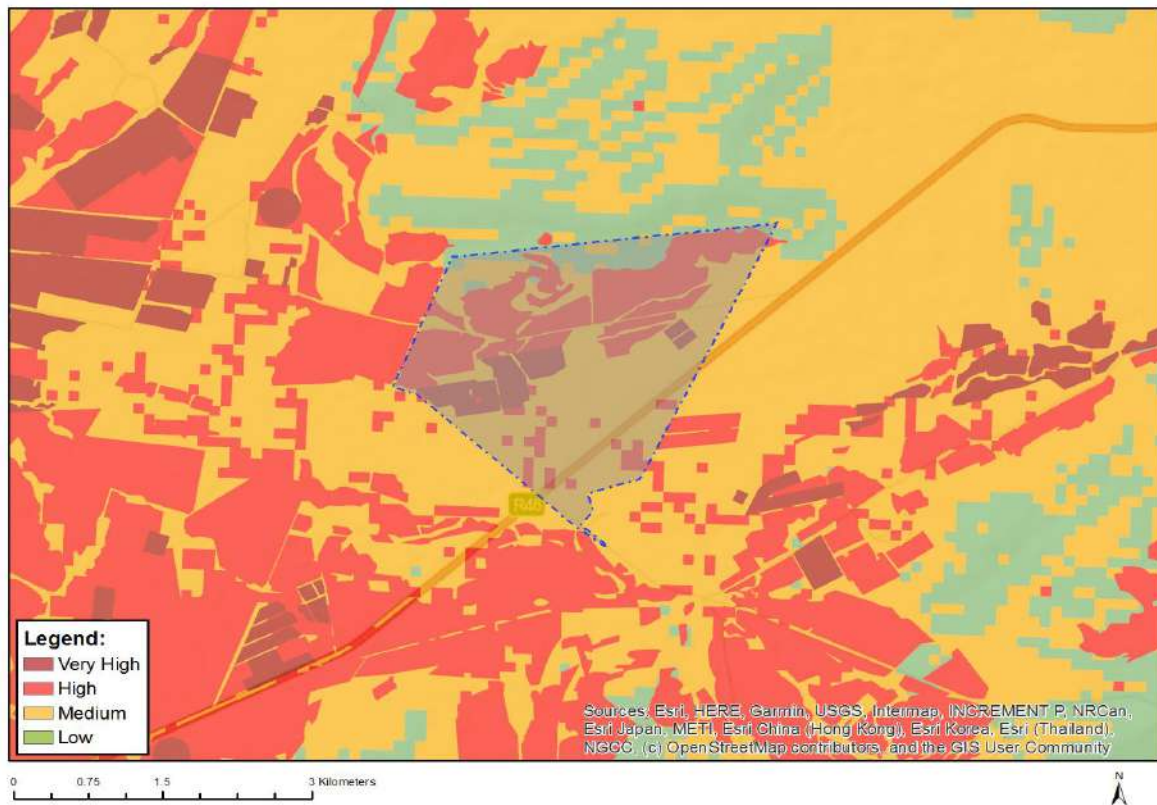 R46
Legend:
Very High
High
Medium
Low
Sources: Esri, HERE, Garmin, USGS, Intermap, INCREMENT P, NRCan,
Esri Japan, METI, Esri China (Hong Kong), Esri Korea, Esri (Thailand),
NGCC, (c) OpenStreetMap contributors, and the GIS User Community
0 0.75 1.5 3 Kilometers
N